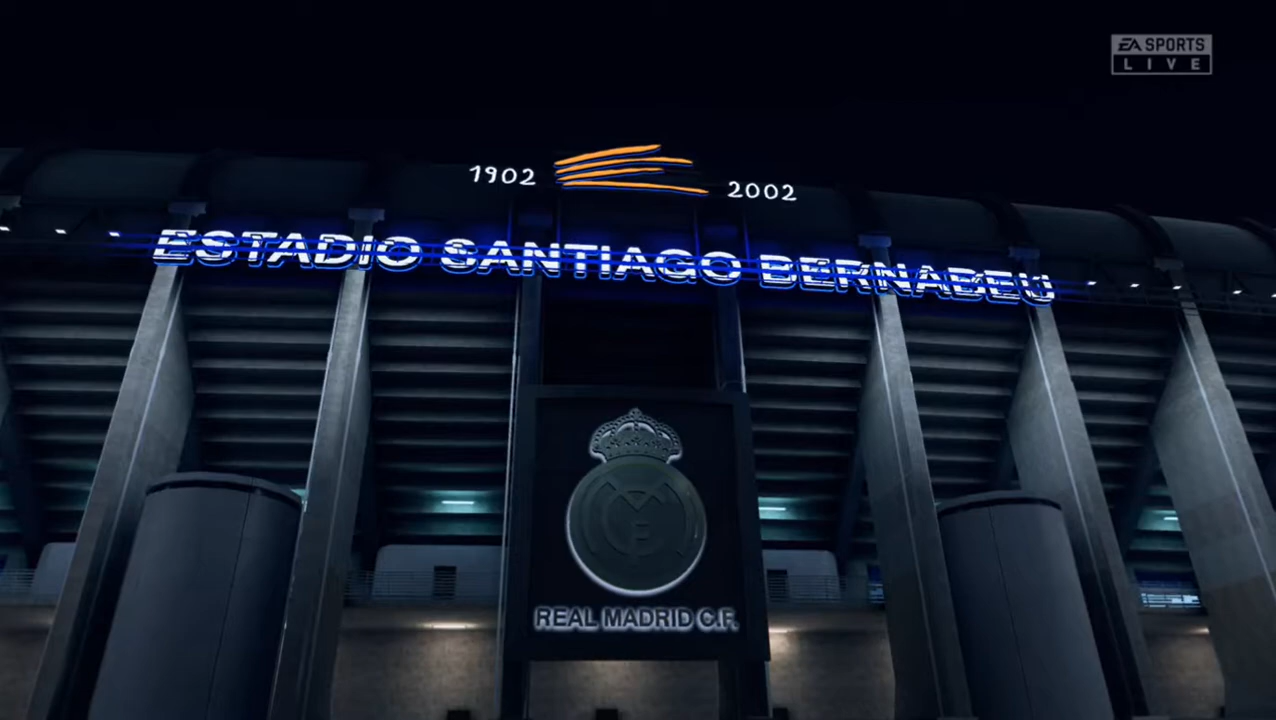 EA SPORTS
LIVE
1902 2002
ESTADIO SANTIAGO BERNABEU
REAL MADRID C.F.